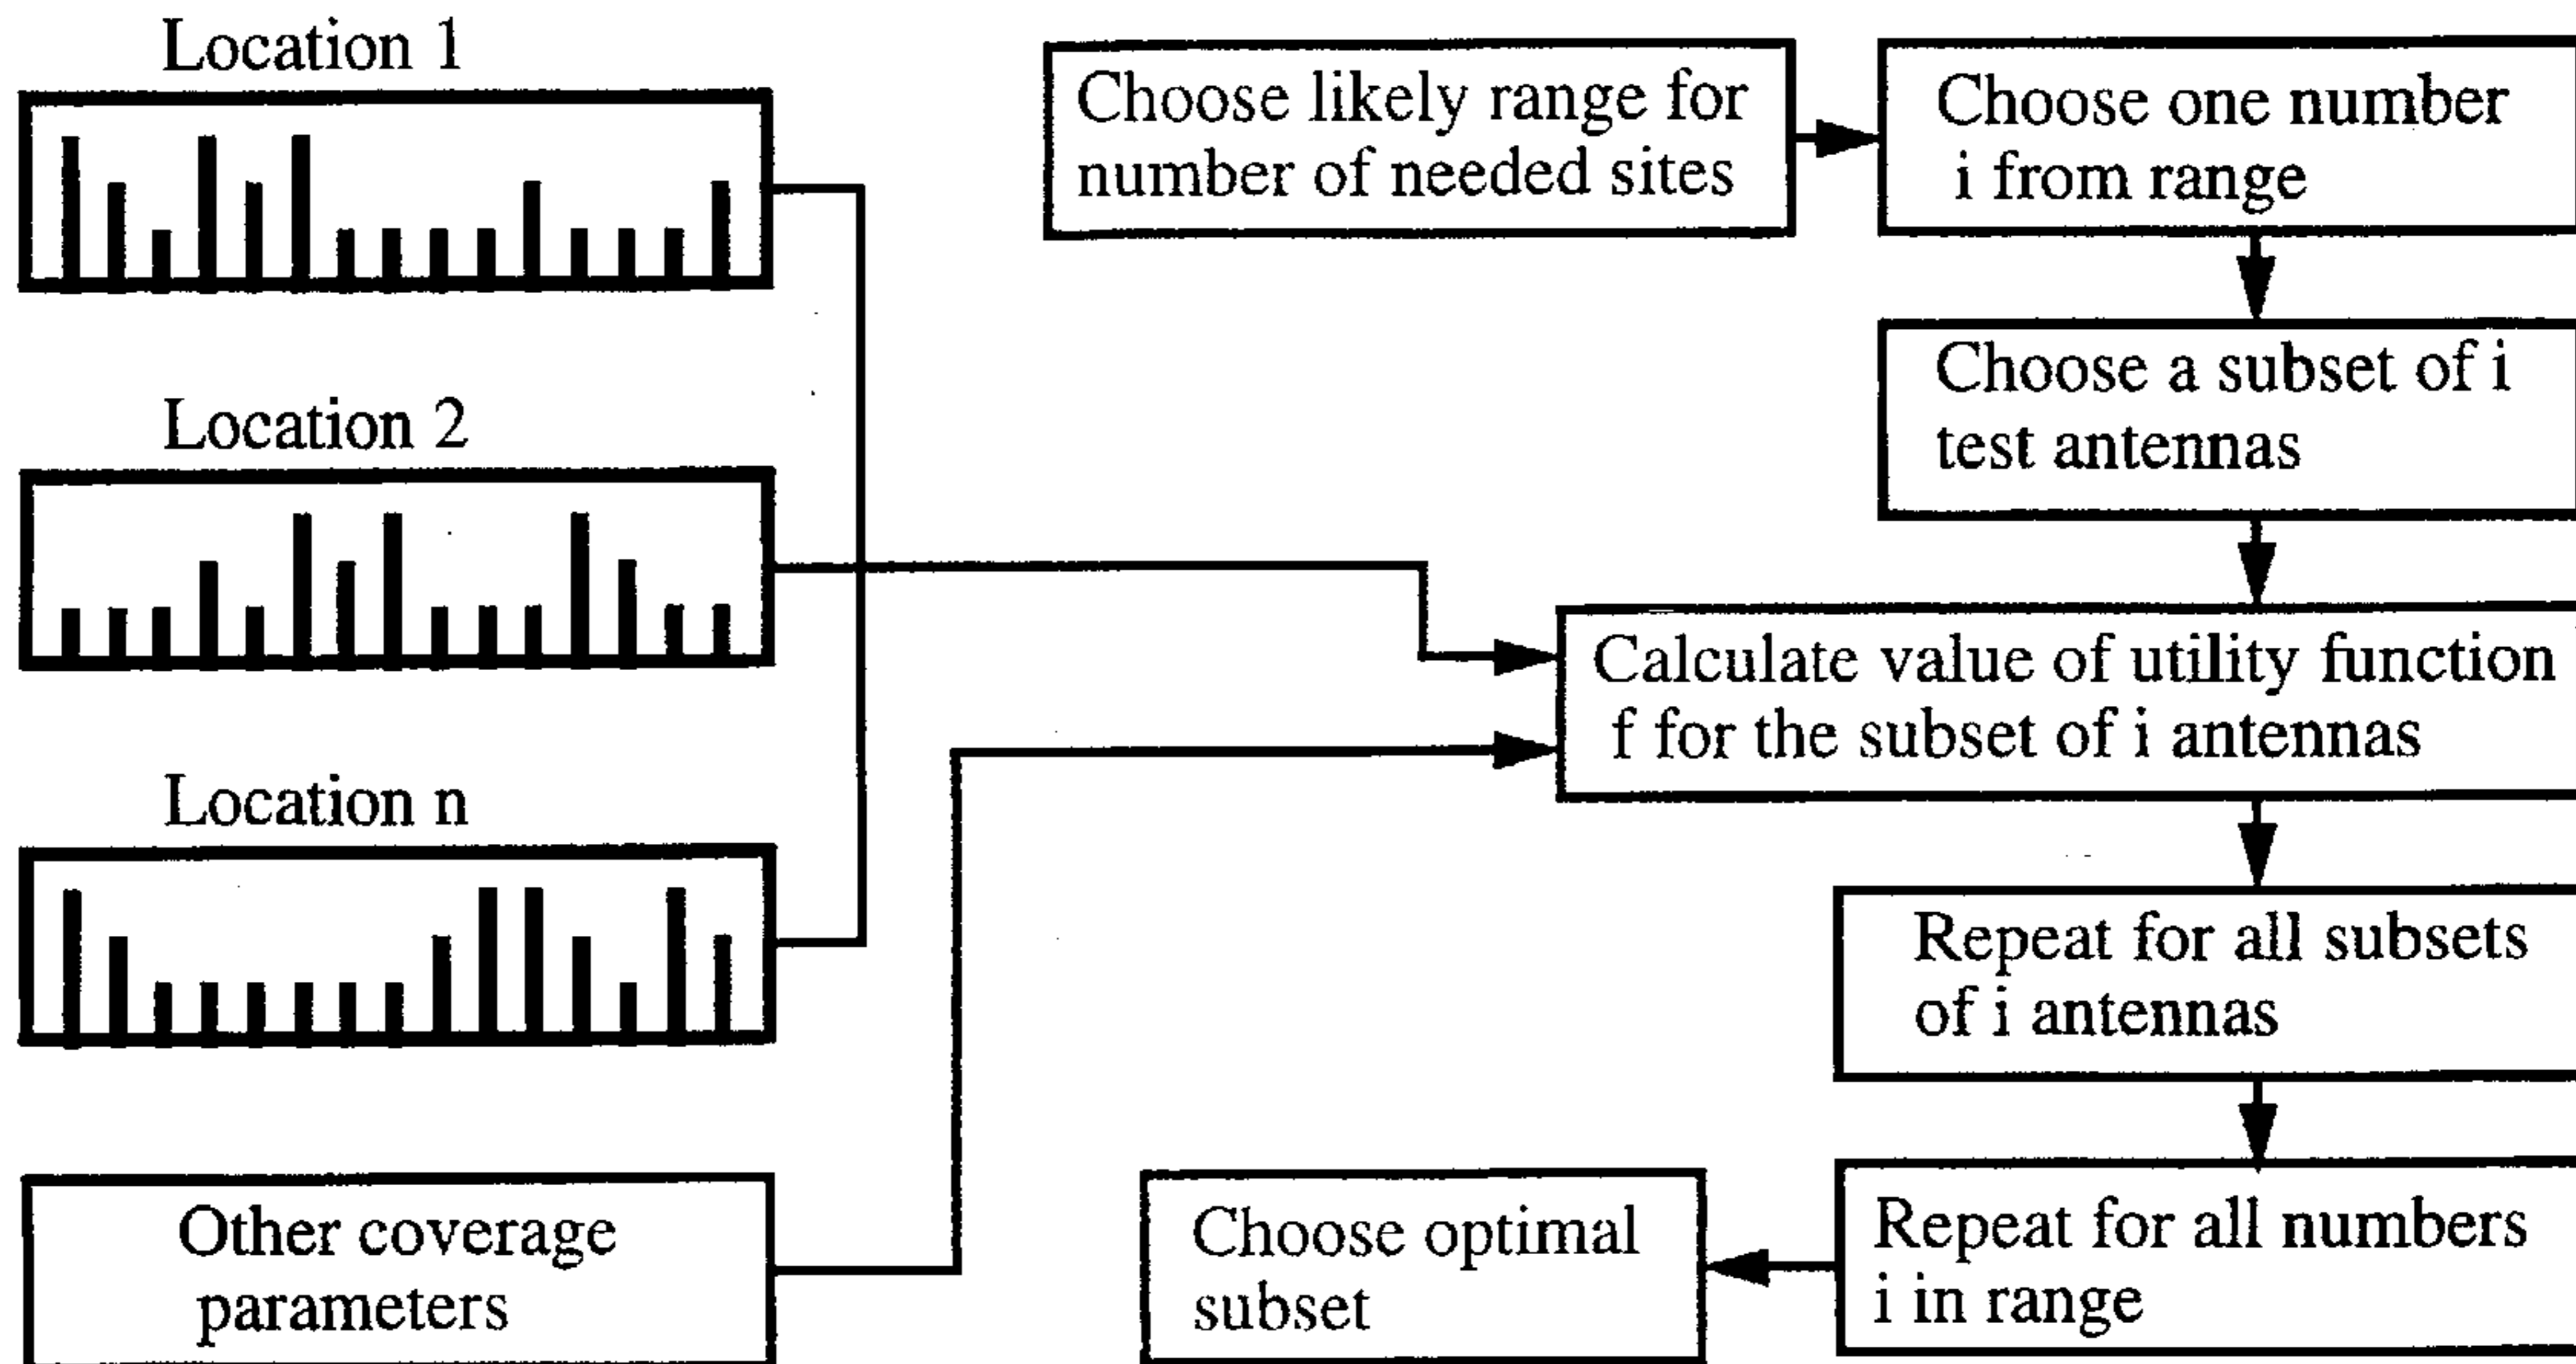 Location 1
Location 2
Location n
Other coverage
parameters
Choose likely range for
number of needed sites
Choose one number
i from range
Choose a subset of i
test antennas
Calculate value of utility function
f for the subset of i antennas
Repeat for all subsets
of i antennas
Repeat for all numbers
i in range
Choose optimal
subset